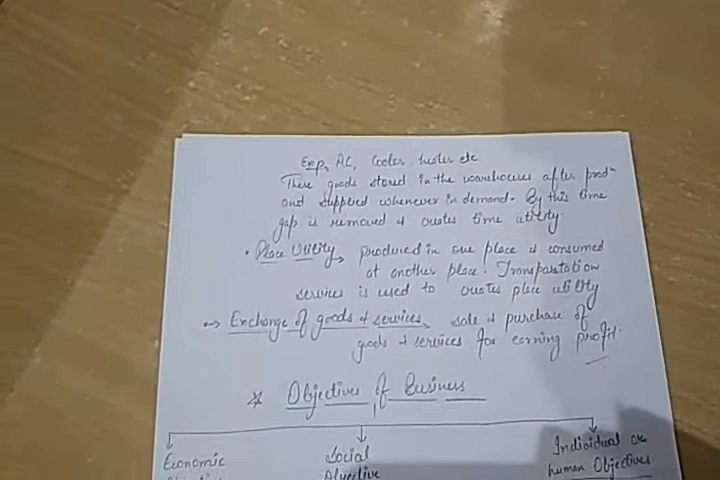 Exp, AC, Cooler, heater etc
These goods stored in the warehouses after prodⁿ
and supplied whenever in demand. By this time
gap is removed & creates time utility
• Place Utility → produced in one place & consumed
at another place. Transportation
services is used to creates place utility
⇒ Exchange of goods & services → sale & purchase of
goods & services for earning profit.
* Objectives of Business
Economic Social Individual or
Objective human Objectives